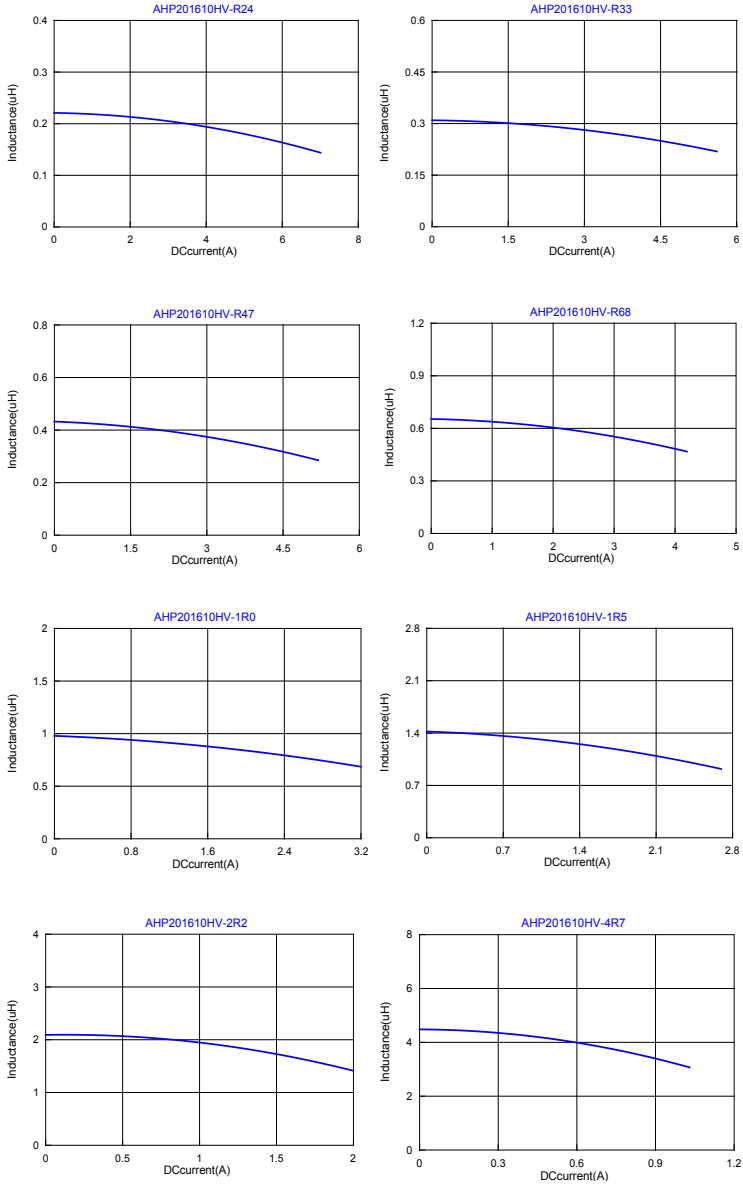 AHP201610HV-R24
0.4
0.3
0.2
0.1
0
Inductance(uH)
0 2 4 6 8
DCcurrent(A)
AHP201610HV-R33
0.6
0.45
0.3
0.15
0
Inductance(uH)
0 1.5 3 4.5 6
DCcurrent(A)
AHP201610HV-R47
0.8
0.6
0.4
0.2
0
Inductance(uH)
0 1.5 3 4.5 6
DCcurrent(A)
AHP201610HV-R68
1.2
0.9
0.6
0.3
0
Inductance(uH)
0 1 2 3 4 5
DCcurrent(A)
AHP201610HV-1R0
2
1.5
1
0.5
0
Inductance(uH)
0 0.8 1.6 2.4 3.2
DCcurrent(A)
AHP201610HV-1R5
2.8
2.1
1.4
0.7
0
Inductance(uH)
0 0.7 1.4 2.1 2.8
DCcurrent(A)
AHP201610HV-2R2
4
3
2
1
0
Inductance(uH)
0 0.5 1 1.5 2
DCcurrent(A)
AHP201610HV-4R7
8
6
4
2
0
Inductance(uH)
0 0.3 0.6 0.9 1.2
DCcurrent(A)